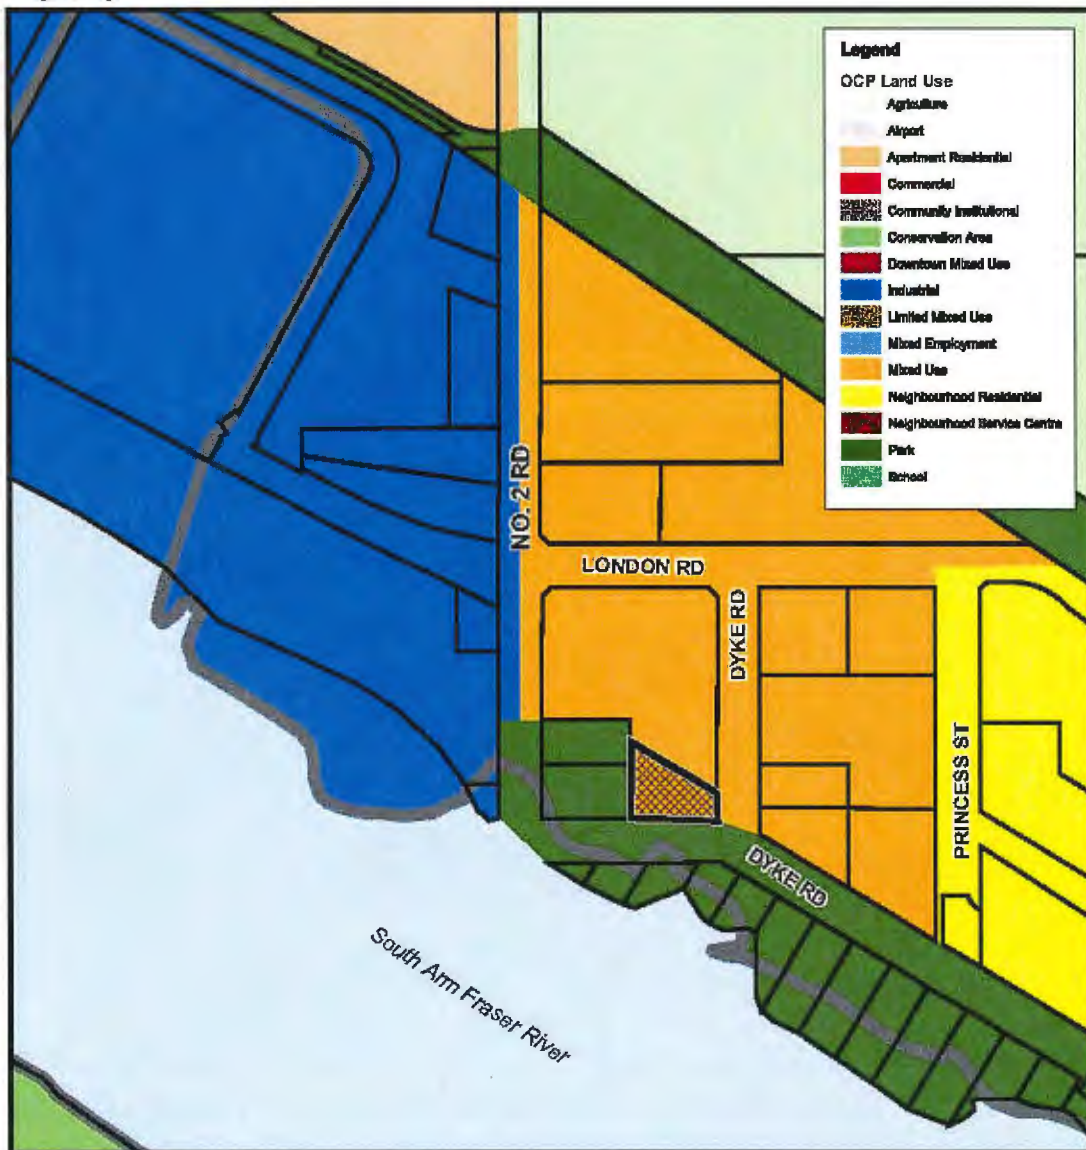 Legend
OCP Land Use
Agriculture
Airport
Apartment Residential
Commercial
Community Institutional
Conservation Area
Downtown Mixed Use
Industrial
Limited Mixed Use
Mixed Employment
Mixed Use
Neighbourhood Residential
Neighbourhood Service Centre
Park
School
NO. 2 RD
LONDON RD
DYKE RD
PRINCESS ST
DYKE RD
South Arm Fraser River